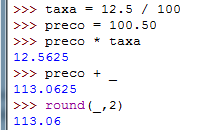 >>> taxa = 12.5 / 100
>>> preco = 100.50
>>> preco * taxa
12.5625
>>> preco + _
113.0625
>>> round(_,2)
113.06